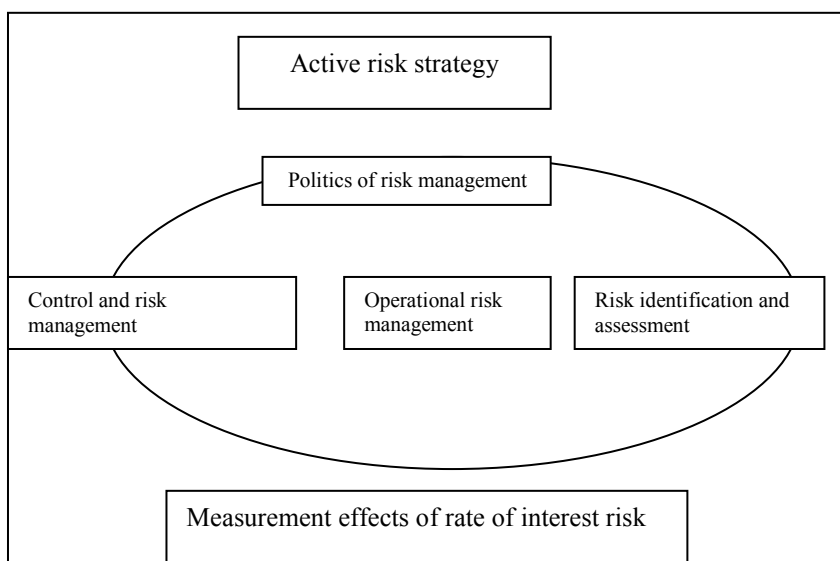 Active risk strategy
Politics of risk management
Control and risk
management
Operational risk
management
Risk identification and
assessment
Measurement effects of rate of interest risk